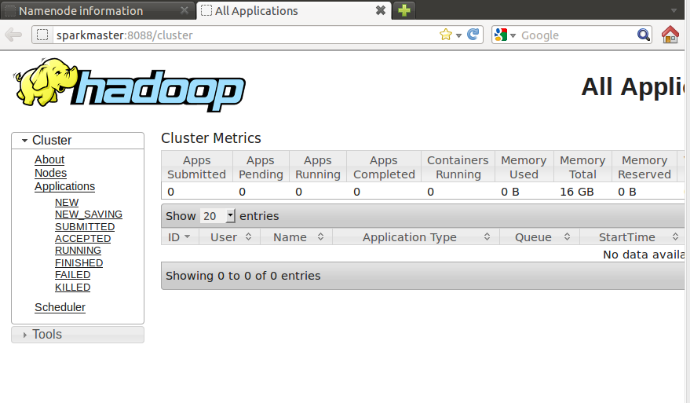 Namenode information
All Applications
sparkmaster:8088/cluster
Google
hadoop
All Appli
Cluster
About
Nodes
Applications
NEW
NEW_SAVING
SUBMITTED
ACCEPTED
RUNNING
FINISHED
FAILED
KILLED
Scheduler
Tools
Cluster Metrics
Apps Submitted Apps Pending Apps Running Apps Completed Containers Running Memory Used Memory Total Memory Reserved
0 0 0 0 0 0 B 16 GB 0 B
Show 20 entries
ID User Name Application Type Queue StartTime
No data availa
Showing 0 to 0 of 0 entries